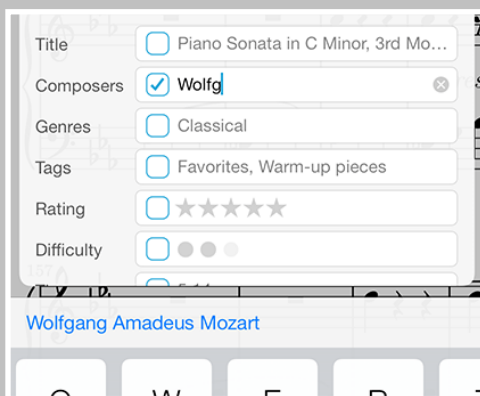 Title Piano Sonata in C Minor, 3rd Mo...
Composers Wolfg
Genres Classical
Tags Favorites, Warm-up pieces
Rating
Difficulty
157
Wolfgang Amadeus Mozart
Q W E R